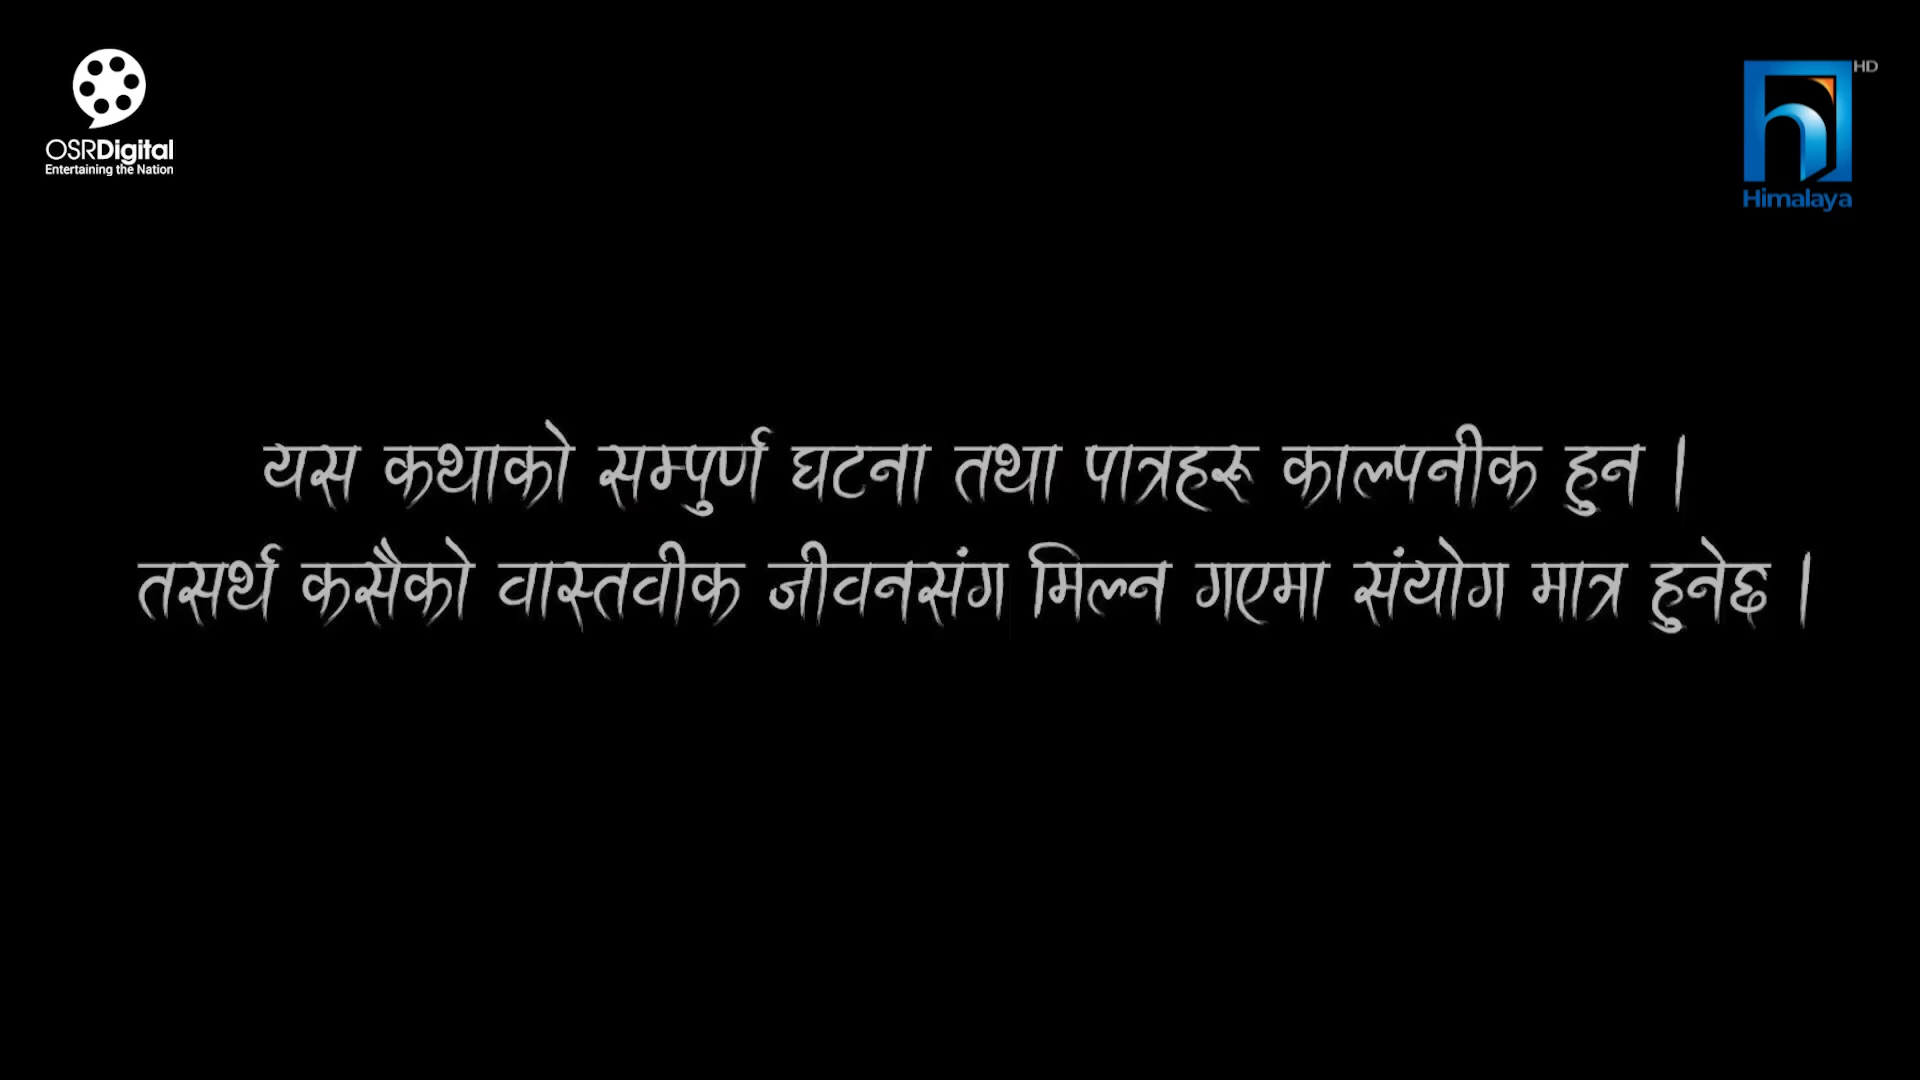 OSRDigital
Entertaining the Nation
HD
Himalaya
यस कथाको सम्पुर्ण घटना तथा पात्रहरू काल्पनीक हुन ।
तसर्थ कसैको वास्तवीक जीवनसंग मिल्न गएमा संयोग मात्र हुनेछ ।